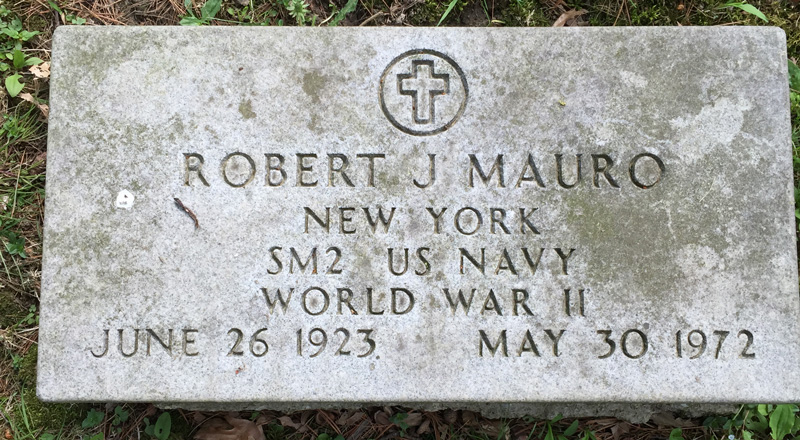 ROBERT J MAURO
NEW YORK
SM2 US NAVY
WORLD WAR II
JUNE 26 1923 MAY 30 1972